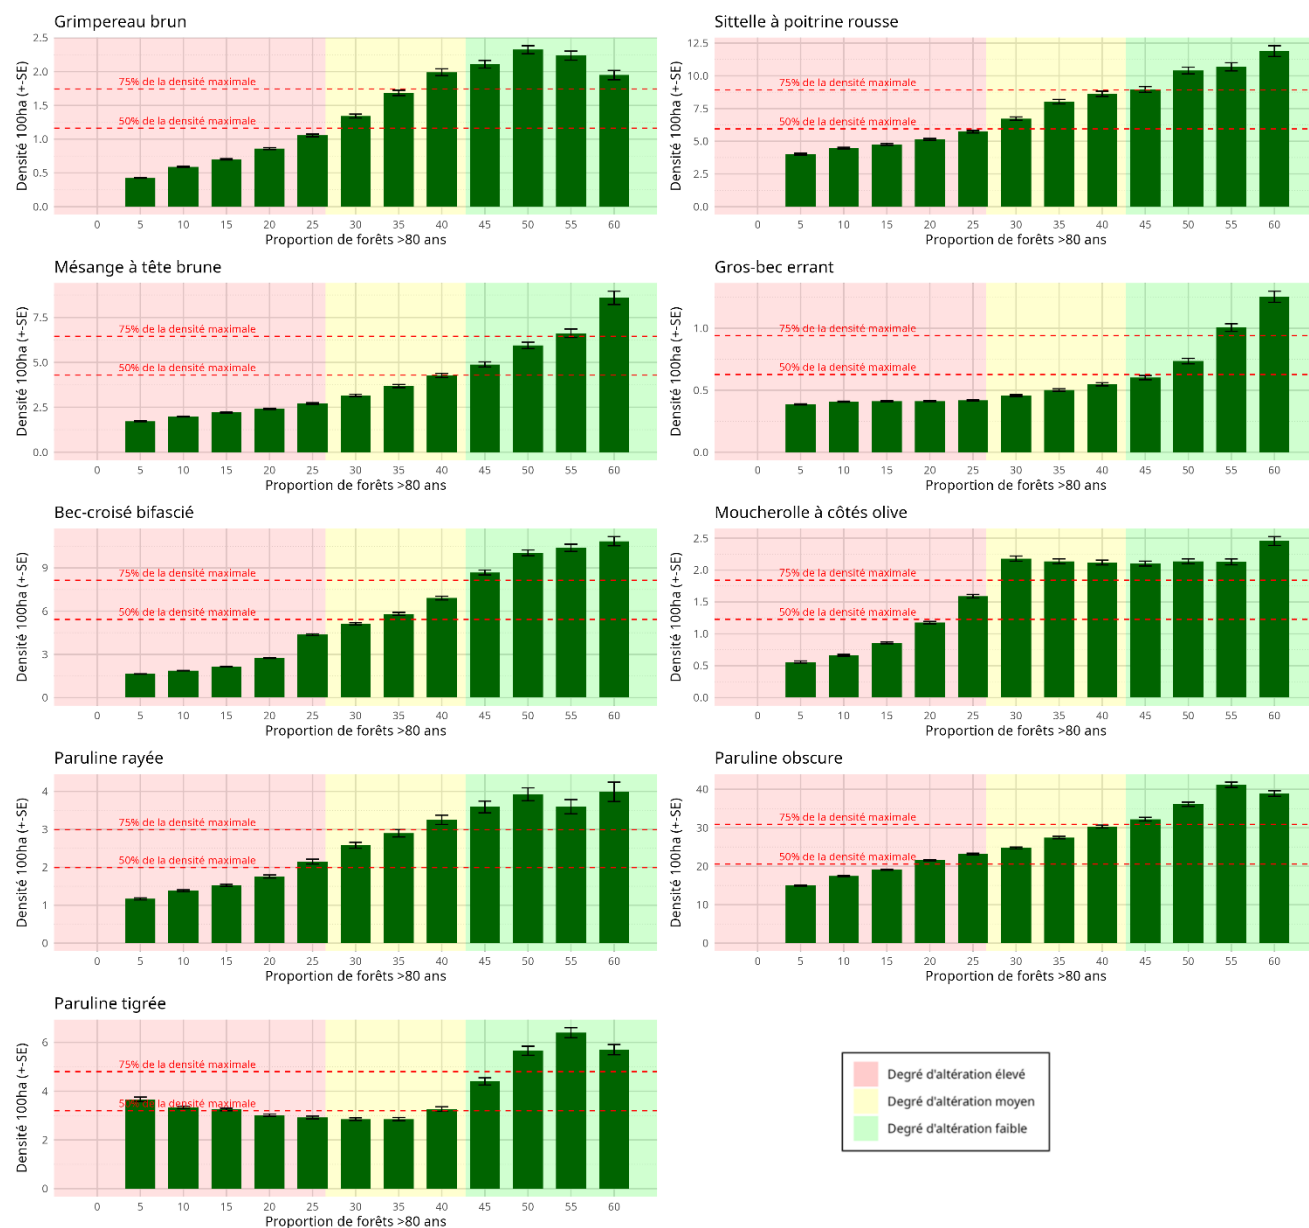 Grimpereau brun
Densité 100ha (+-SE)
2.5
2.0
1.5
1.0
0.5
0.0
75% de la densité maximale
50% de la densité maximale
0 5 10 15 20 25 30 35 40 45 50 55 60
Proportion de forêts >80 ans
Sittelle à poitrine rousse
Densité 100ha (+-SE)
12.5
10.0
7.5
5.0
2.5
0.0
75% de la densité maximale
50% de la densité maximale
0 5 10 15 20 25 30 35 40 45 50 55 60
Proportion de forêts >80 ans
Mésange à tête brune
Densité 100ha (+-SE)
7.5
5.0
2.5
0.0
75% de la densité maximale
50% de la densité maximale
0 5 10 15 20 25 30 35 40 45 50 55 60
Proportion de forêts >80 ans
Gros-bec errant
Densité 100ha (+-SE)
1.0
0.5
0.0
75% de la densité maximale
50% de la densité maximale
0 5 10 15 20 25 30 35 40 45 50 55 60
Proportion de forêts >80 ans
Bec-croisé bifascié
Densité 100ha (+-SE)
9
6
3
0
75% de la densité maximale
50% de la densité maximale
0 5 10 15 20 25 30 35 40 45 50 55 60
Proportion de forêts >80 ans
Moucherolle à côtés olive
Densité 100ha (+-SE)
2.5
2.0
1.5
1.0
0.5
0.0
75% de la densité maximale
50% de la densité maximale
0 5 10 15 20 25 30 35 40 45 50 55 60
Proportion de forêts >80 ans
Paruline rayée
Densité 100ha (+-SE)
4
3
2
1
0
75% de la densité maximale
50% de la densité maximale
0 5 10 15 20 25 30 35 40 45 50 55 60
Proportion de forêts >80 ans
Paruline obscure
Densité 100ha (+-SE)
40
30
20
10
0
75% de la densité maximale
50% de la densité maximale
0 5 10 15 20 25 30 35 40 45 50 55 60
Proportion de forêts >80 ans
Paruline tigrée
Densité 100ha (+-SE)
6
4
2
0
75% de la densité maximale
50% de la densité maximale
0 5 10 15 20 25 30 35 40 45 50 55 60
Proportion de forêts >80 ans
Degré d'altération élevé
Degré d'altération moyen
Degré d'altération faible